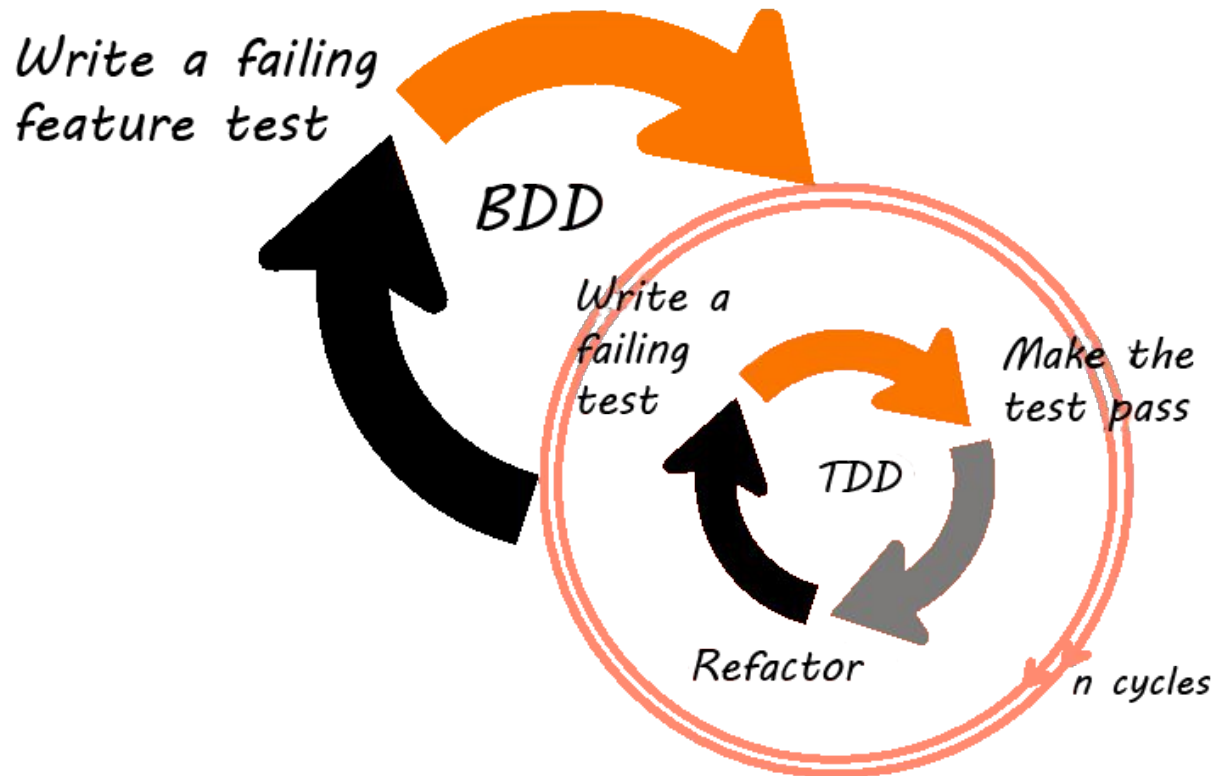 Write a failing
feature test
BDD
Write a
failing
test
Make the
test pass
TDD
Refactor
n cycles